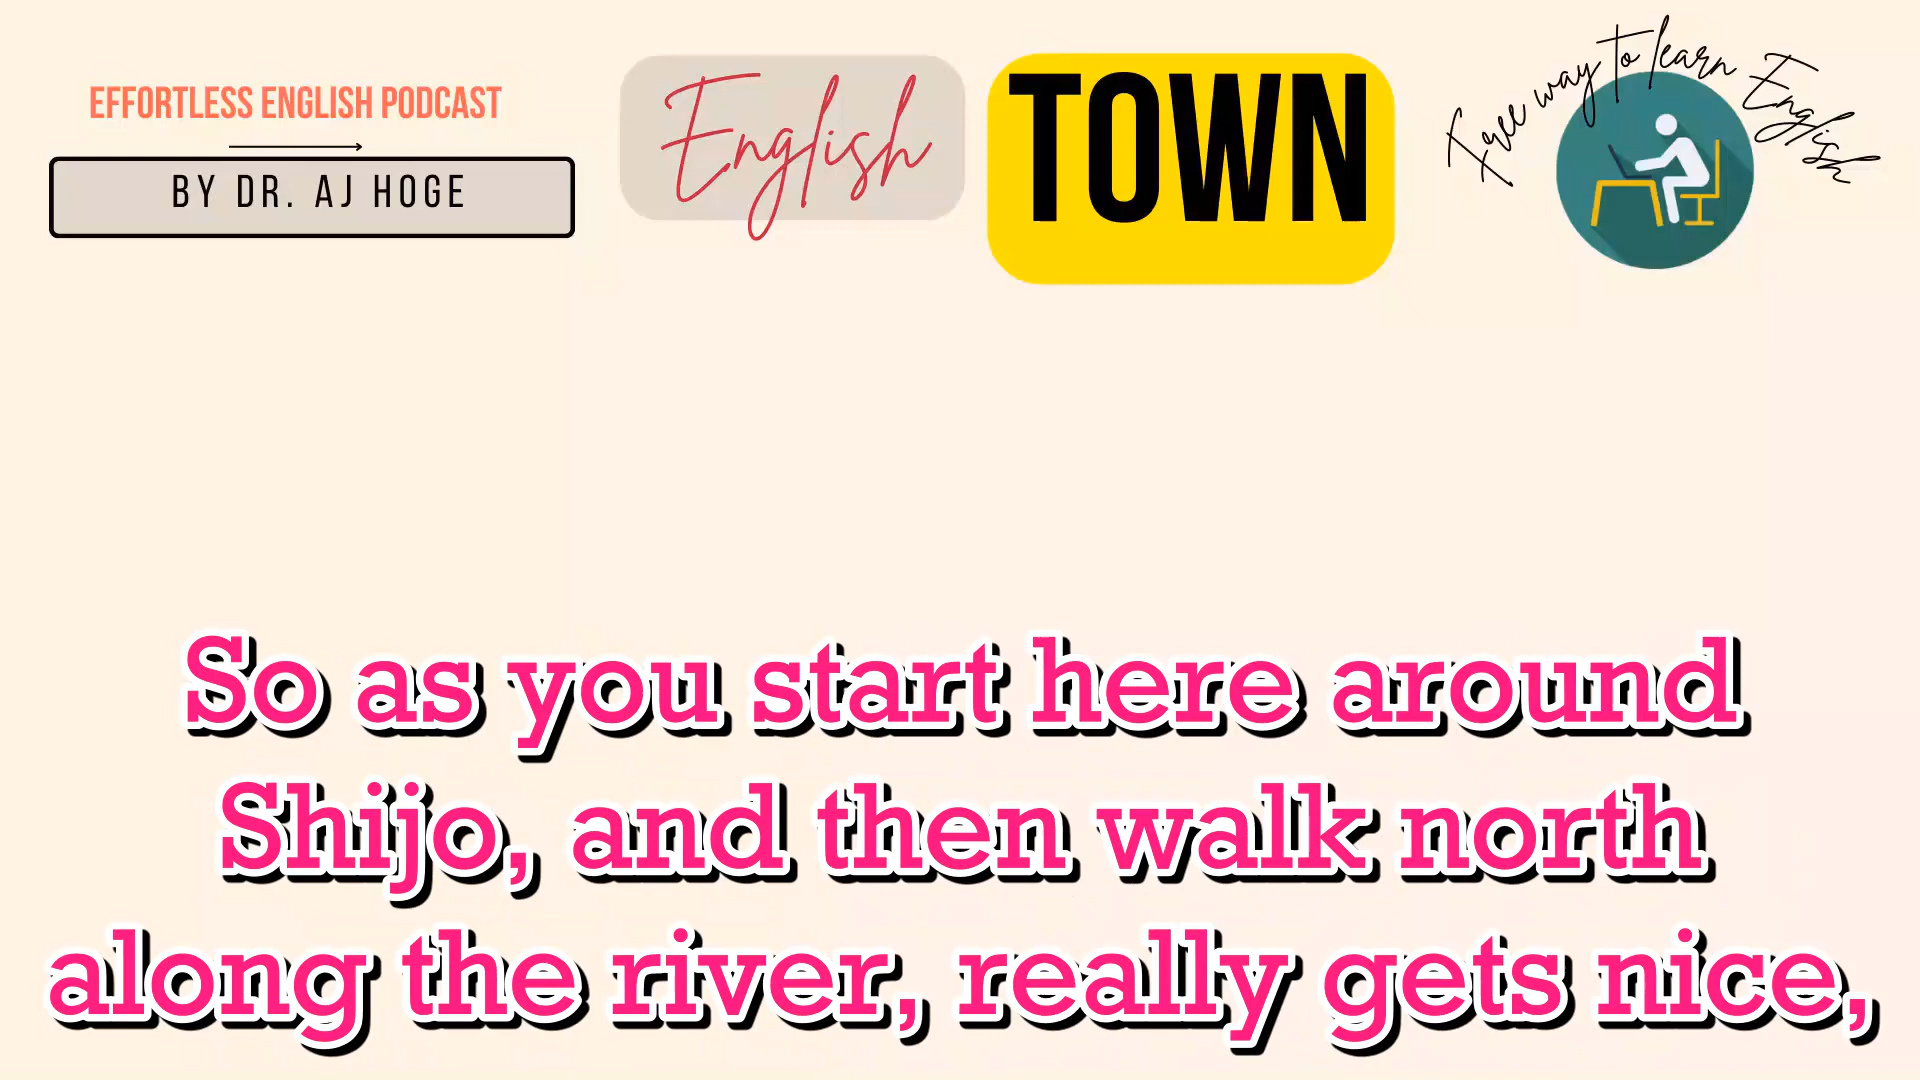 EFFORTLESS ENGLISH PODCAST
BY DR. AJ HOGE
English
TOWN
Free way to learn English
So as you start here around
Shijo, and then walk north
along the river, really gets nice,